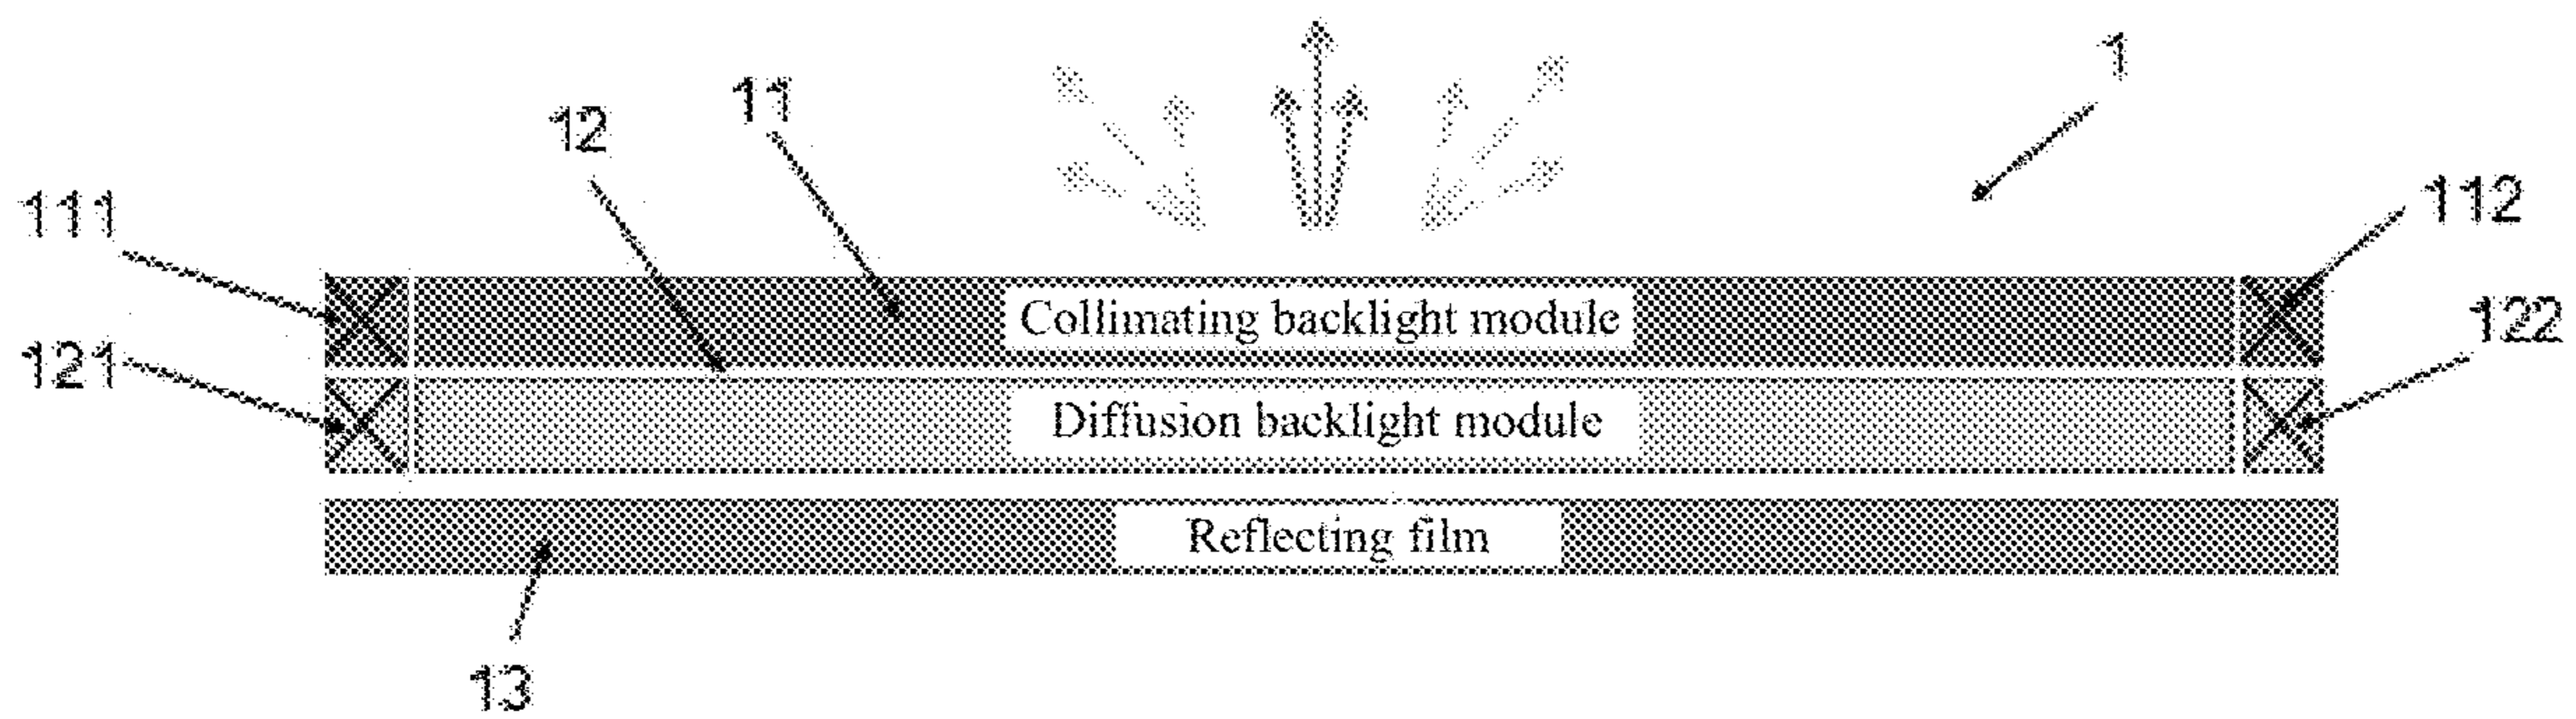 1
11
12
111
112
Collimating backlight module
122
121
Diffusion backlight module
Reflecting film
13